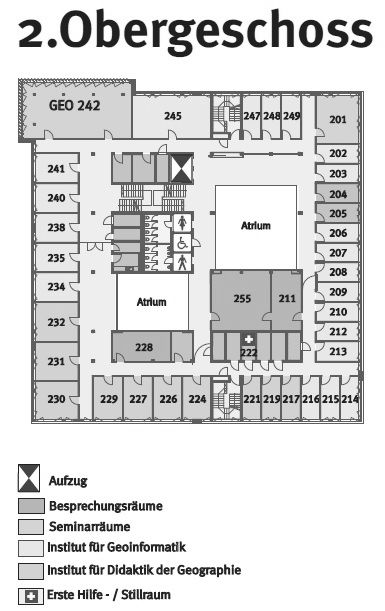 2.Obergeschoss
GEO 242
245
247 248 249
201
202
241
203
240
204
205
238
Atrium
206
235
207
208
234
209
Atrium
255
211
210
232
212
228
222
213
231
230
229
227
226
224
221 219 217 216 215 214
Aufzug
Besprechungsräume
Seminarräume
Institut für Geoinformatik
Institut für Didaktik der Geographie
Erste Hilfe - / Stillraum